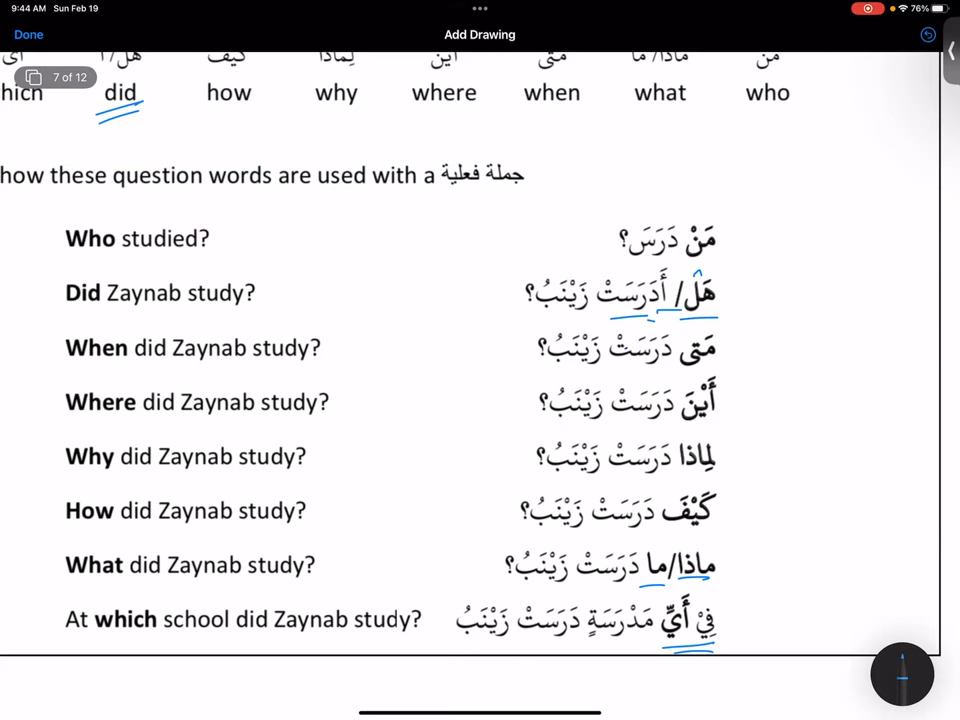 9:44 AM Sun Feb 19 76%
Done Add Drawing
7 of 12
أي هل/أ كيف لماذا أين متى ماذا/ما من
hich did how why where when what who
how these question words are used with a جملة فعلية
Who studied? مَنْ دَرَسَ؟
Did Zaynab study? هَل/ أَدَرَسَتْ زَيْنَبُ؟
When did Zaynab study? مَتى دَرَسَتْ زَيْنَبُ؟
Where did Zaynab study? أَيْنَ دَرَسَتْ زَيْنَبُ؟
Why did Zaynab study? لِماذا دَرَسَتْ زَيْنَبُ؟
How did Zaynab study? كَيْفَ دَرَسَتْ زَيْنَبُ؟
What did Zaynab study? ماذا/ما دَرَسَتْ زَيْنَبُ؟
At which school did Zaynab study? فِيْ أَيِّ مَدْرَسَةٍ دَرَسَتْ زَيْنَبُ